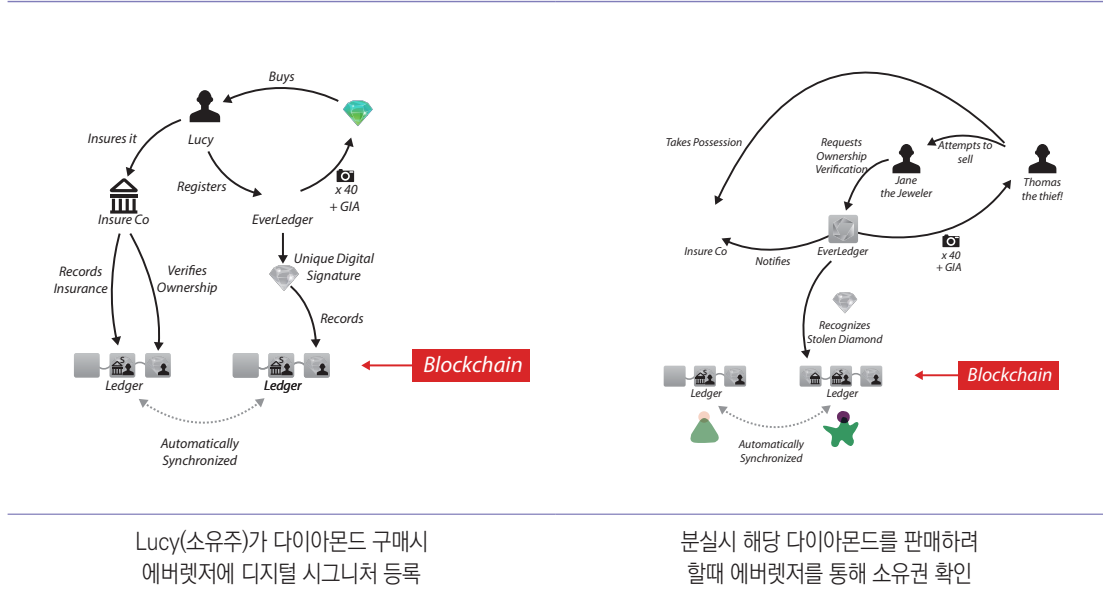 Buys
Insures it
Lucy
Registers
x 40
+ GIA
Insure Co
EverLedger
Records
Insurance
Verifies
Ownership
Unique Digital
Signature
Records
S
S
Ledger
Ledger
Blockchain
Automatically
Synchronized
Takes Possession
Requests
Ownership
Verification
Attempts to
sell
Jane
the Jeweler
Thomas
the thief!
Insure Co
Notifies
EverLedger
x 40
+ GIA
Recognizes
Stolen Diamond
S
S
Ledger
Ledger
Blockchain
Automatically
Synchronized
Lucy(소유주)가 다이아몬드 구매시
에버렛저에 디지털 시그니처 등록
분실시 해당 다이아몬드를 판매하려
할때 에버렛저를 통해 소유권 확인